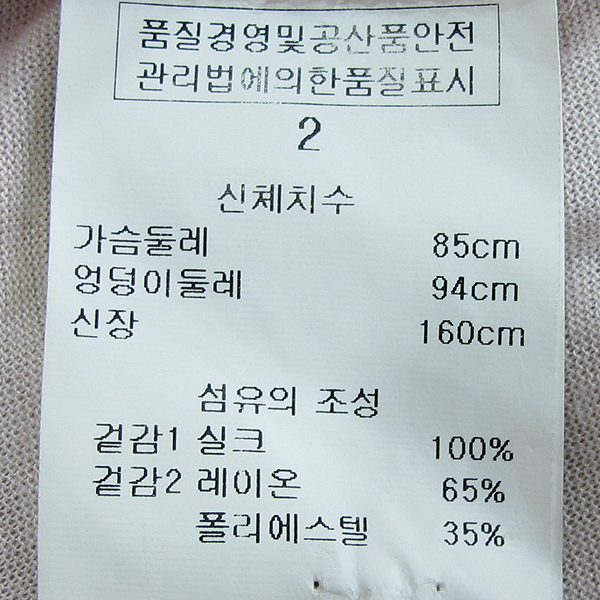 품질경영및공산품안전
관리법에의한품질표시
2
신체치수
가슴둘레 85cm
엉덩이둘레 94cm
신장 160cm
섬유의 조성
겉감1 실크 100%
겉감2 레이온 65%
폴리에스텔 35%